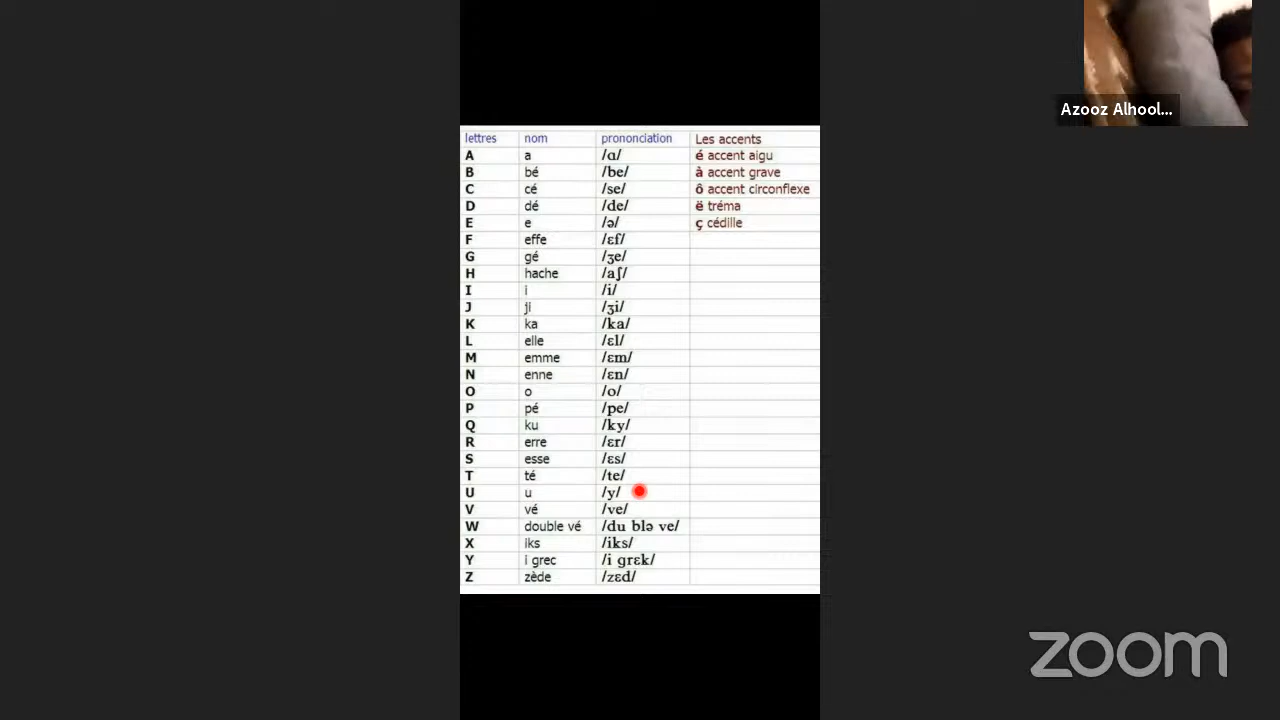 Azooz Alhool...
lettres nom prononciation Les accents
A a /ɑ/ é accent aigu
B bé /be/ à accent grave
C cé /se/ ô accent circonflexe
D dé /de/ ë tréma
E e /ə/ ç cédille
F effe /ɛf/
G gé /ʒe/
H hache /aʃ/
I i /i/
J ji /ʒi/
K ka /ka/
L elle /ɛl/
M emme /ɛm/
N enne /ɛn/
O o /o/
P pé /pe/
Q ku /ky/
R erre /ɛr/
S esse /ɛs/
T té /te/
U u /y/
V vé /ve/
W double vé /du blə ve/
X iks /iks/
Y i grec /i grɛk/
Z zède /zɛd/
zoom